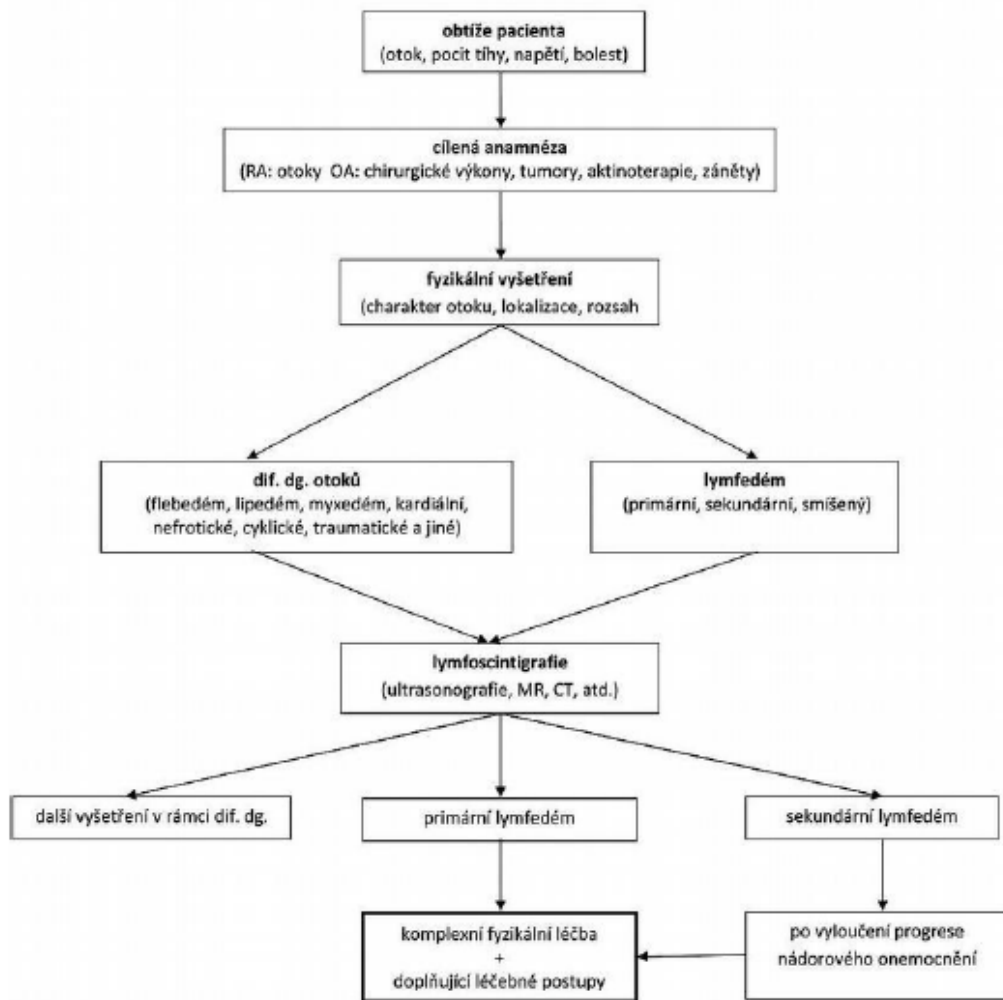 obtíže pacienta
(otok, pocit tíhy, napětí, bolest)
cílená anamnéza
(RA: otoky OA: chirurgické výkony, tumory, aktinoterapie, záněty)
fyzikální vyšetření
(charakter otoku, lokalizace, rozsah
dif. dg. otoků
(flebedém, lipedém, myxedém, kardiální,
nefrotické, cyklické, traumatické a jiné)
lymfedém
(primární, sekundární, smíšený)
lymfoscintigrafie
(ultrasonografie, MR, CT, atd.)
další vyšetření v rámci dif. dg.
primární lymfedém
sekundární lymfedém
komplexní fyzikální léčba
+
doplňující léčebné postupy
po vyloučení progrese
nádorového onemocnění